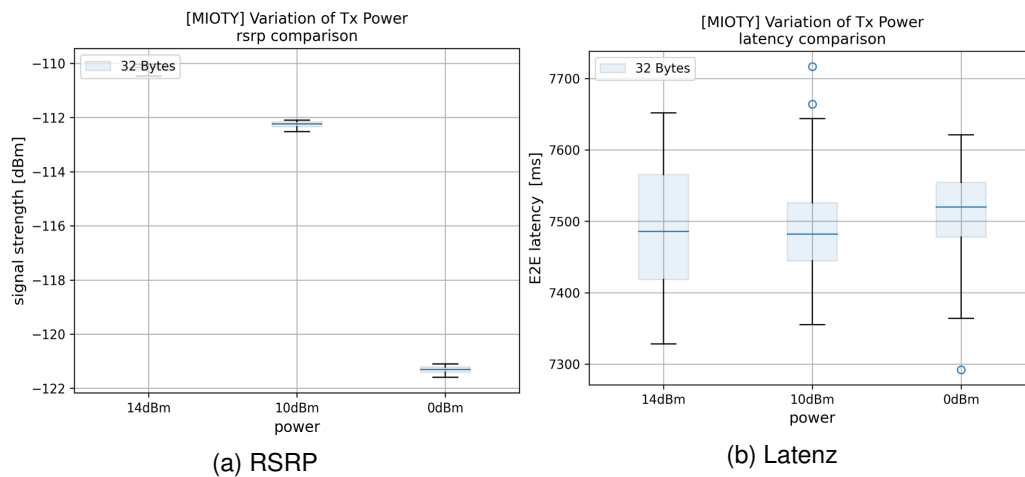 [MIOTY] Variation of Tx Power
rsrp comparison
32 Bytes
−110
−112
−114
−116
−118
−120
−122
signal strength [dBm]
14dBm
10dBm
0dBm
power
(a) RSRP
[MIOTY] Variation of Tx Power
latency comparison
32 Bytes
7700
7600
7500
7400
7300
E2E latency  [ms]
14dBm
10dBm
0dBm
power
(b) Latenz